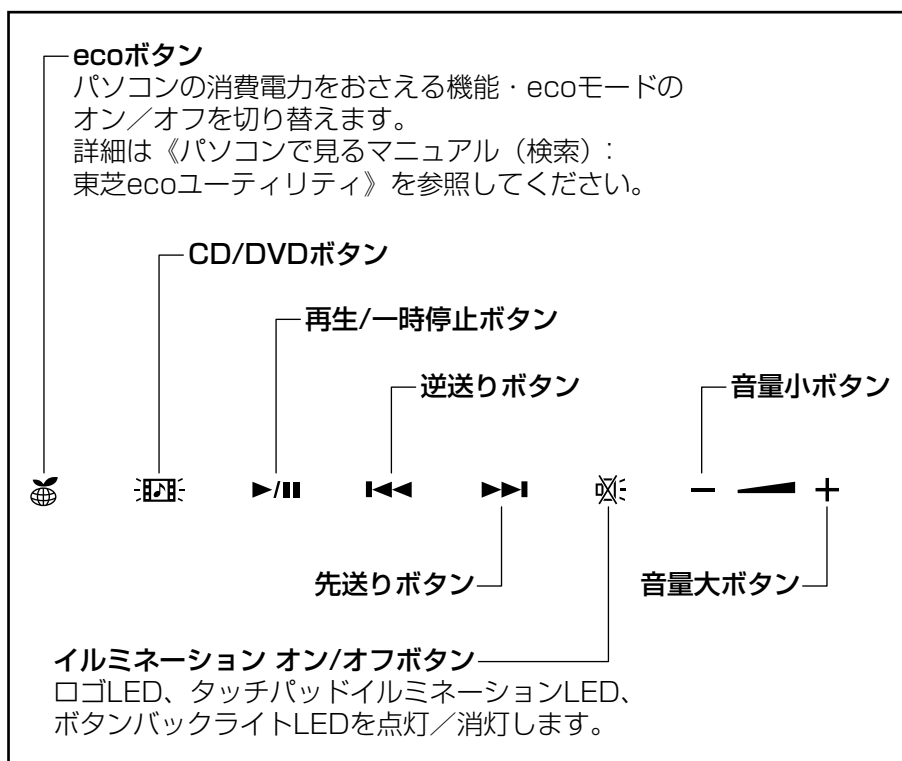 ecoボタン
パソコンの消費電力をおさえる機能・ecoモードの
オン／オフを切り替えます。
詳細は《パソコンで見るマニュアル（検索）：
東芝ecoユーティリティ》を参照してください。
CD/DVDボタン
再生/一時停止ボタン
逆送りボタン
音量小ボタン
先送りボタン
音量大ボタン
イルミネーション オン/オフボタン
ロゴLED、タッチパッドイルミネーションLED、
ボタンバックライトLEDを点灯／消灯します。